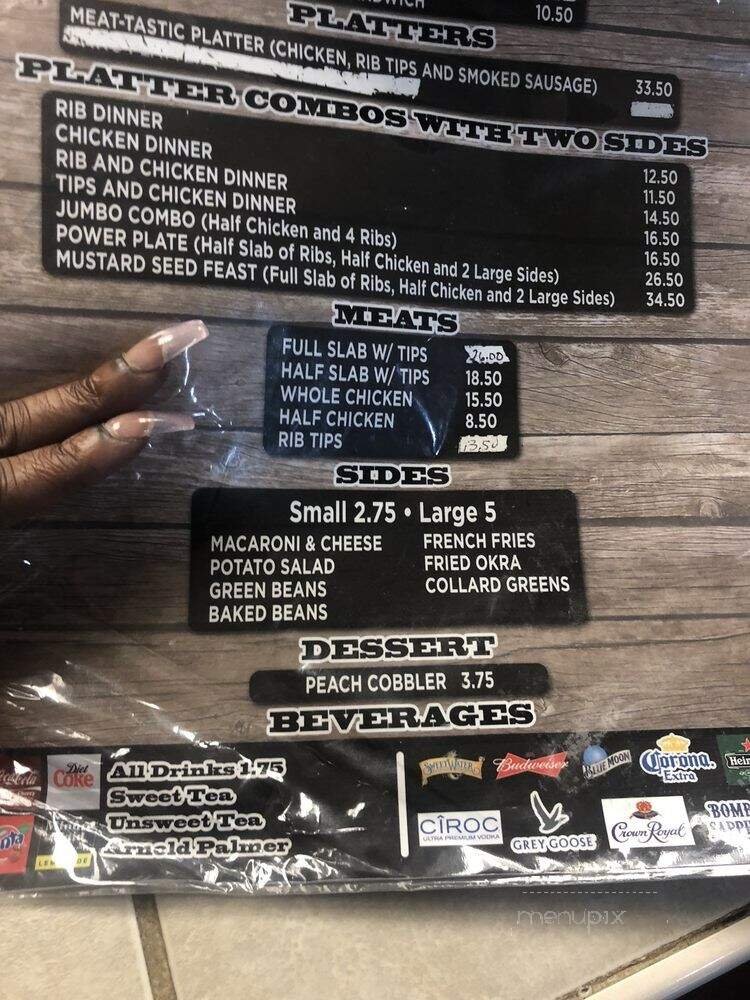 10.50
PLATTERS
MEAT-TASTIC PLATTER (CHICKEN, RIB TIPS AND SMOKED SAUSAGE) 33.50
PLATTER COMBOS WITH TWO SIDES
RIB DINNER 12.50
CHICKEN DINNER 11.50
RIB AND CHICKEN DINNER 14.50
TIPS AND CHICKEN DINNER 16.50
JUMBO COMBO (Half Chicken and 4 Ribs) 16.50
POWER PLATE (Half Slab of Ribs, Half Chicken and 2 Large Sides) 26.50
MUSTARD SEED FEAST (Full Slab of Ribs, Half Chicken and 2 Large Sides) 34.50
MEATS
FULL SLAB W/ TIPS 26.00
HALF SLAB W/ TIPS 18.50
WHOLE CHICKEN 15.50
HALF CHICKEN 8.50
RIB TIPS 13.50
SIDES
Small 2.75 • Large 5
MACARONI & CHEESE FRENCH FRIES
POTATO SALAD FRIED OKRA
GREEN BEANS COLLARD GREENS
BAKED BEANS
DESSERT
PEACH COBBLER 3.75
BEVERAGES
Diet Coke
All Drinks 1.75
Sweet Tea
Unsweet Tea
Arnold Palmer
SWEETWATER Budweiser BLUE MOON Corona Extra
CÎROC
ULTRA PREMIUM VODKA
GREY GOOSE
Crown Royal
menupix